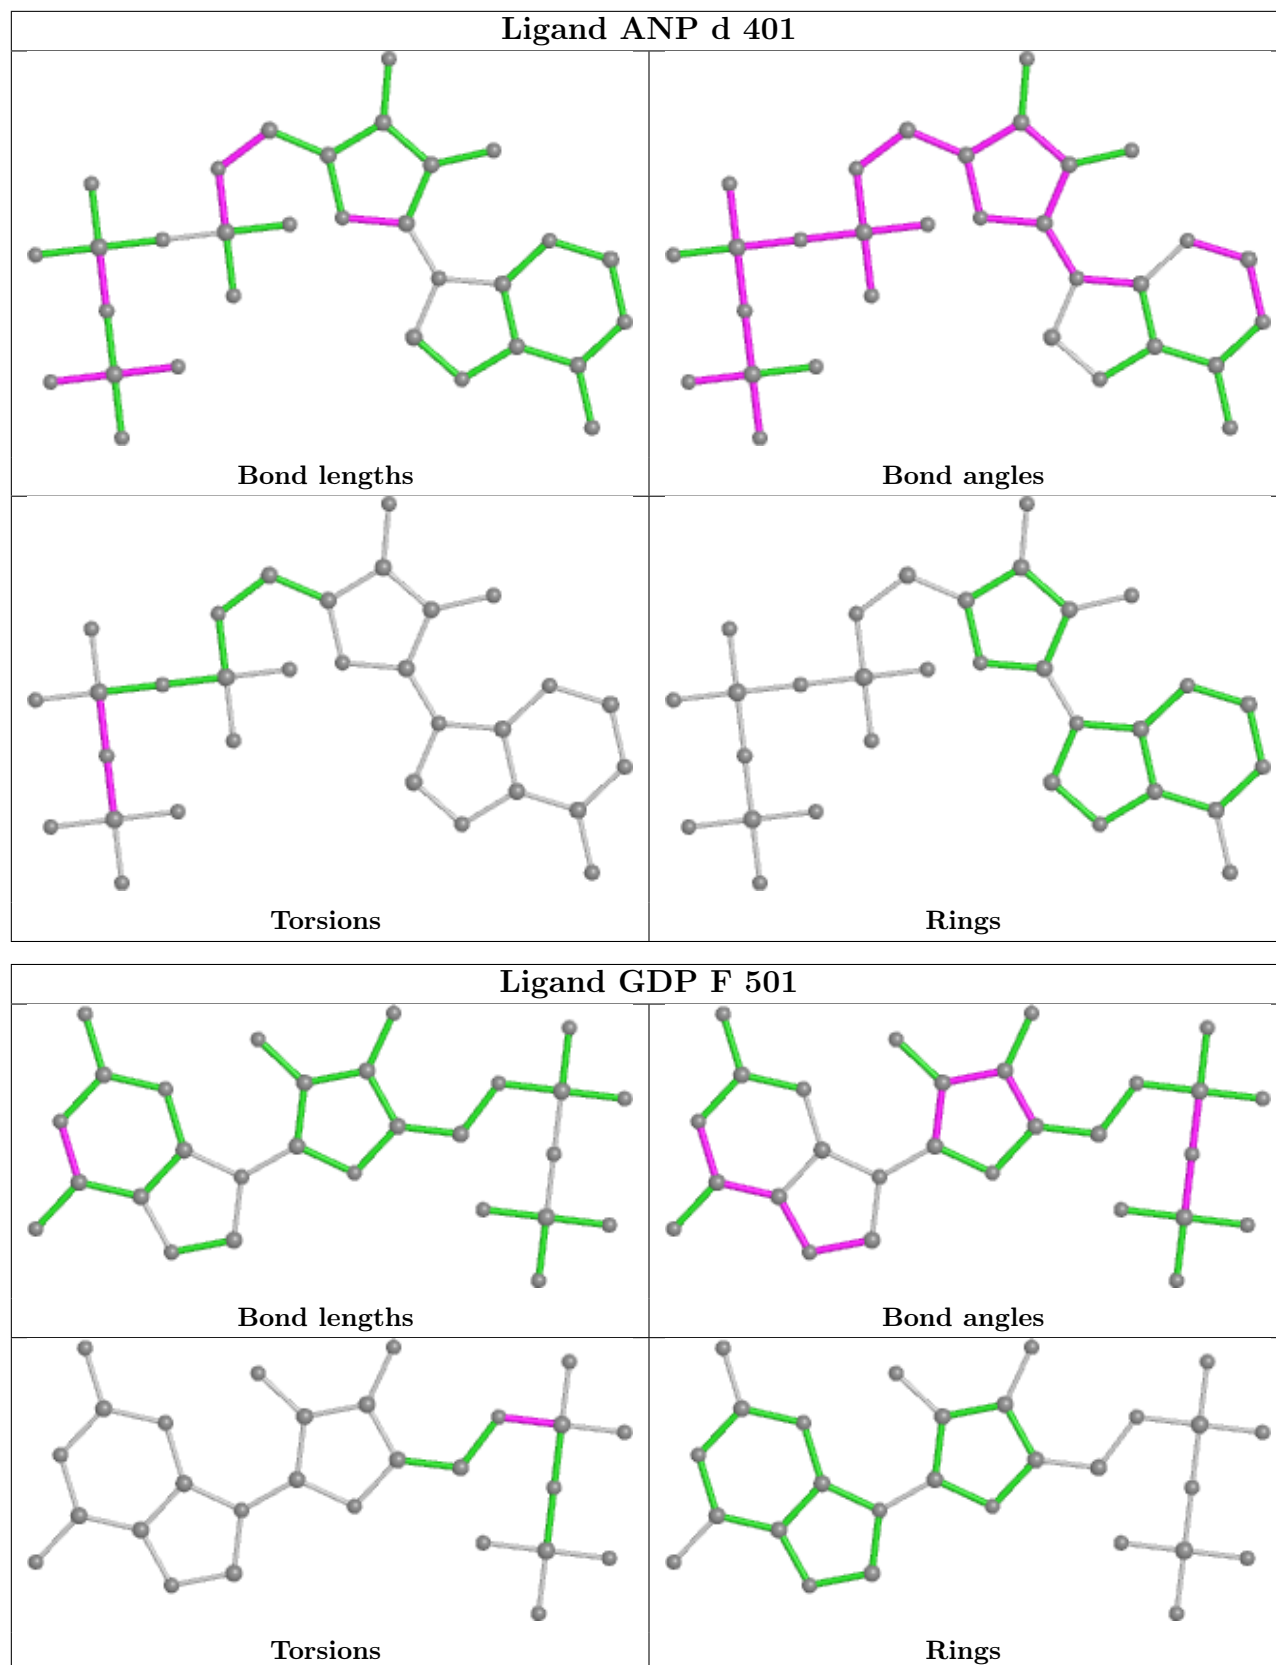 Ligand ANP d 401
Bond lengths
Bond angles
Torsions
Rings
Ligand GDP F 501
Bond lengths
Bond angles
Torsions
Rings